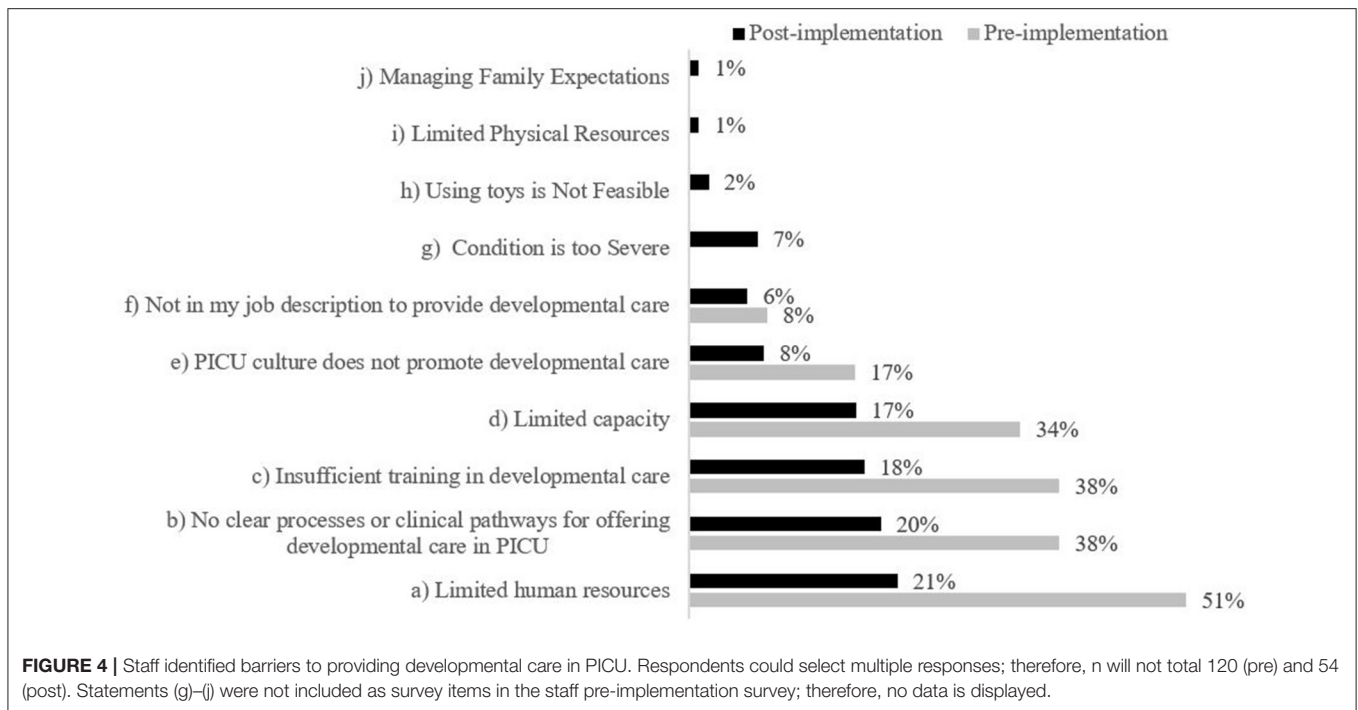 ■Post-implementation ■Pre-implementation
j) Managing Family Expectations 1%
i) Limited Physical Resources 1%
h) Using toys is Not Feasible 2%
g) Condition is too Severe 7%
f) Not in my job description to provide developmental care 6%
8%
e) PICU culture does not promote developmental care 8%
17%
d) Limited capacity 17%
34%
c) Insufficient training in developmental care 18%
38%
b) No clear processes or clinical pathways for offering
developmental care in PICU
20%
38%
a) Limited human resources 21%
51%
FIGURE 4 | Staff identified barriers to providing developmental care in PICU. Respondents could select multiple responses; therefore, n will not total 120 (pre) and 54
(post). Statements (g)–(j) were not included as survey items in the staff pre-implementation survey; therefore, no data is displayed.